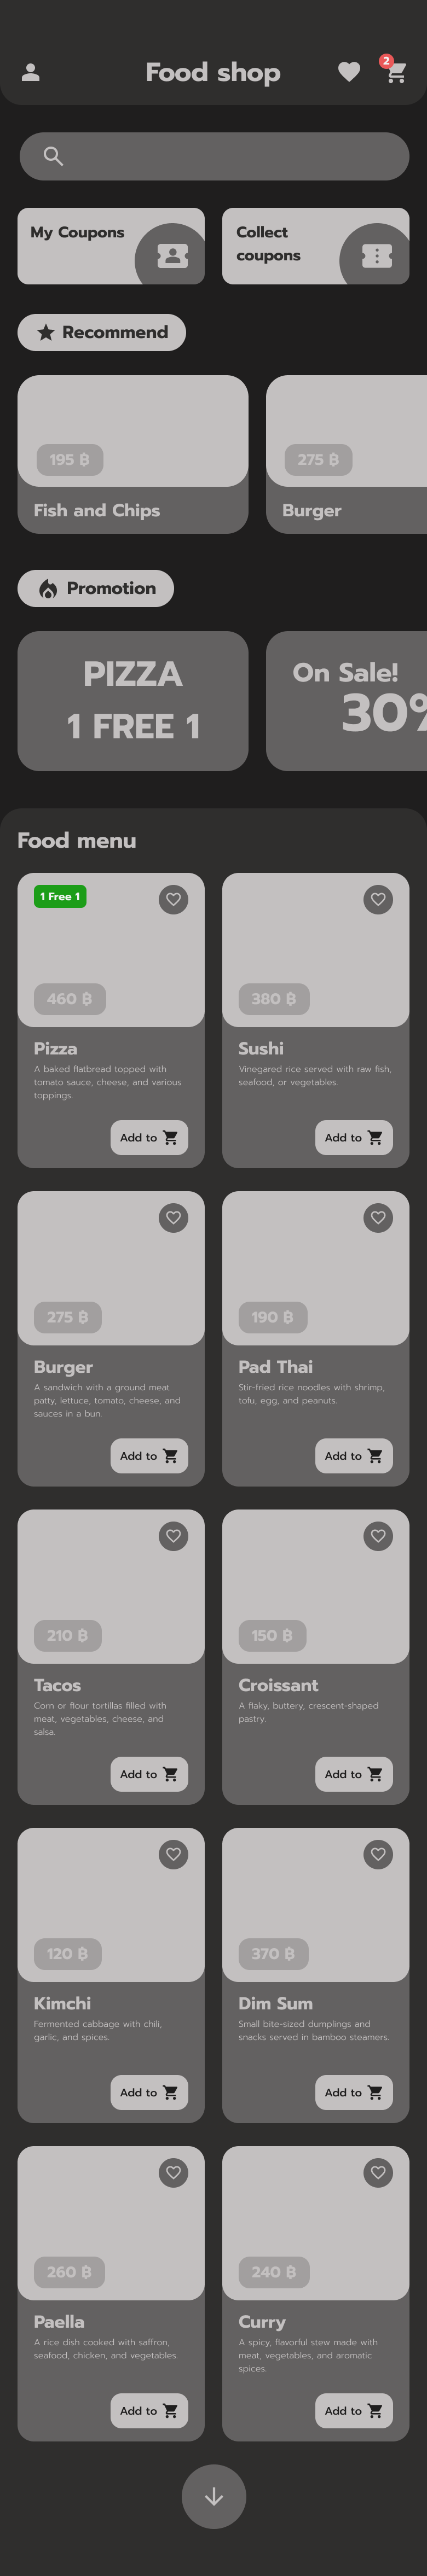 Food shop
2
My Coupons
Collect
coupons
Recommend
195 ฿
275 ฿
Fish and Chips
Burger
Promotion
PIZZA
1 FREE 1
On Sale!
30%
Food menu
1 Free 1
460 ฿
380 ฿
Pizza
A baked flatbread topped with
tomato sauce, cheese, and various
toppings.
Add to
Sushi
Vinegared rice served with raw fish,
seafood, or vegetables.
Add to
275 ฿
190 ฿
Burger
A sandwich with a ground meat
patty, lettuce, tomato, cheese, and
sauces in a bun.
Add to
Pad Thai
Stir-fried rice noodles with shrimp,
tofu, egg, and peanuts.
Add to
210 ฿
150 ฿
Tacos
Corn or flour tortillas filled with
meat, vegetables, cheese, and
salsa.
Add to
Croissant
A flaky, buttery, crescent-shaped
pastry.
Add to
120 ฿
370 ฿
Kimchi
Fermented cabbage with chili,
garlic, and spices.
Add to
Dim Sum
Small bite-sized dumplings and
snacks served in bamboo steamers.
Add to
260 ฿
240 ฿
Paella
A rice dish cooked with saffron,
seafood, chicken, and vegetables.
Add to
Curry
A spicy, flavorful stew made with
meat, vegetables, and aromatic
spices.
Add to